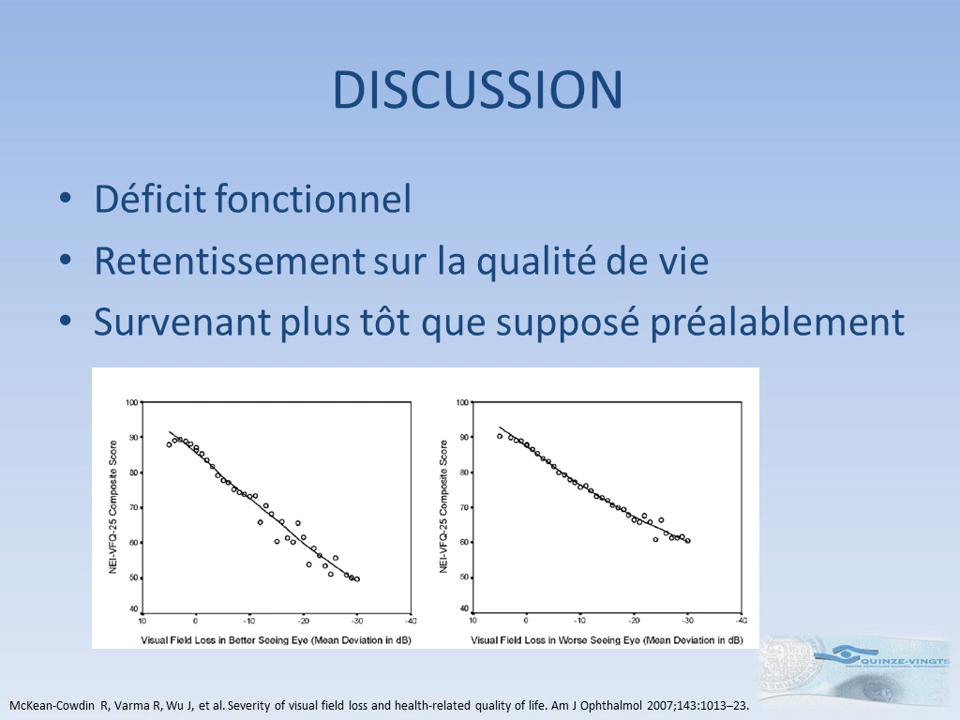 DISCUSSION
• Déficit fonctionnel
• Retentissement sur la qualité de vie
• Survenant plus tôt que supposé préalablement
100
90
80
70
60
50
40
NEI-VFQ-25 Composite Score
10 0 -10 -20 -30 -40
Visual Field Loss in Better Seeing Eye (Mean Deviation in dB)
100
90
80
70
60
50
40
NEI-VFQ-25 Composite Score
10 0 -10 -20 -30 -40
Visual Field Loss in Worse Seeing Eye (Mean Deviation in dB)
QUINZE-VINGTS
McKean-Cowdin R, Varma R, Wu J, et al. Severity of visual field loss and health-related quality of life. Am J Ophthalmol 2007;143:1013–23.